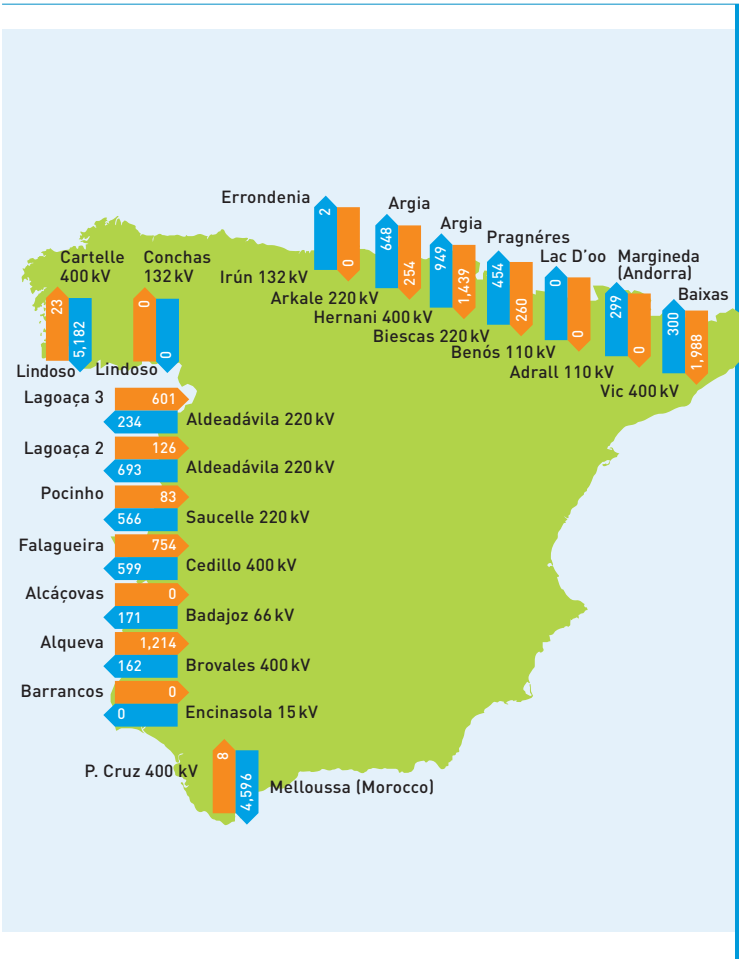 Errondenia
2
0
Irún 132 kV
Argia
648
254
Arkale 220 kV
Argia
949
1,439
Hernani 400 kV
Pragnéres
454
260
Biescas 220 kV
Lac D’oo
0
0
Benós 110 kV
Margineda
(Andorra)
299
0
Adrall 110 kV
Baixas
300
1,988
Vic 400 kV
Cartelle
400 kV
23
5,182
Lindoso
Conchas
132 kV
0
0
Lindoso
Lagoaça 3
601
234
Aldeadávila 220 kV
Lagoaça 2
126
693
Aldeadávila 220 kV
Pocinho
83
566
Saucelle 220 kV
Falagueira
754
599
Cedillo 400 kV
Alcáçovas
0
171
Badajoz 66 kV
Alqueva
1,214
162
Brovales 400 kV
Barrancos
0
0
Encinasola 15 kV
P. Cruz 400 kV
8
4,596
Melloussa (Morocco)